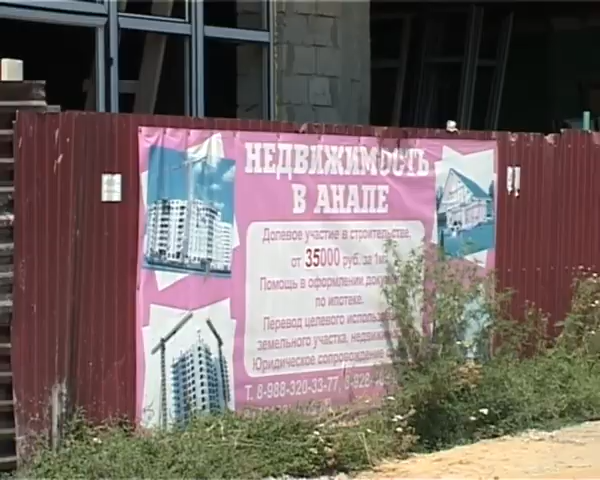 НЕДВИЖИМОСТЬ
В АНАПЕ
Долевое участие в строительстве,
от 35000 руб. за 1м
Помощь в оформлении
по ипотеке.
Перевод целевого
земельного участка,
Юридическое сопровождение
Т. 8-988-320-33-77,